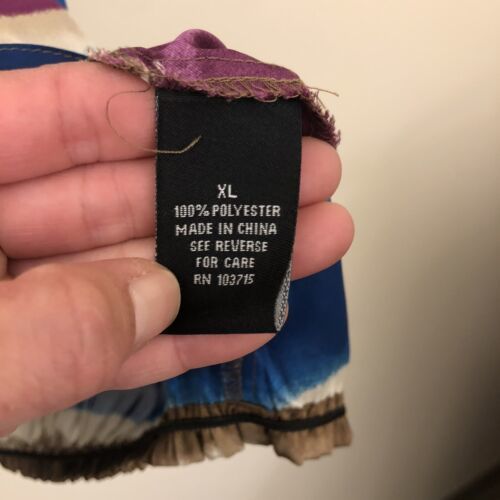 XL
100% POLYESTER
MADE IN CHINA
SEE REVERSE
FOR CARE
RN 103715